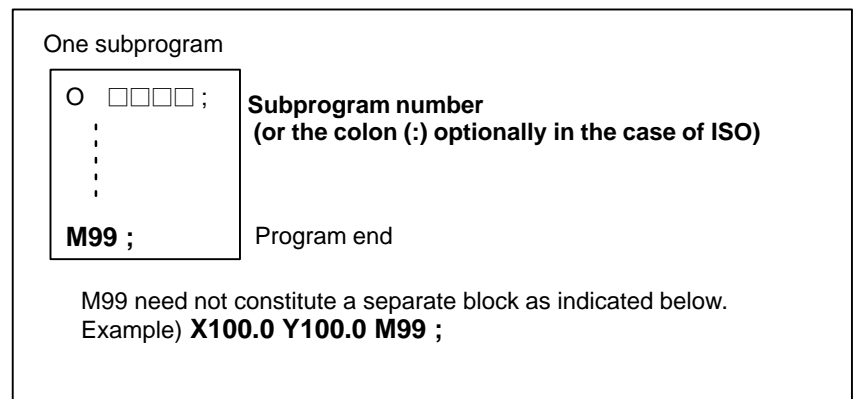 One subprogram
O □□□□ ;
Subprogram number
(or the colon (:) optionally in the case of ISO)
M99 ;
Program end
M99 need not constitute a separate block as indicated below.
Example) X100.0 Y100.0 M99 ;